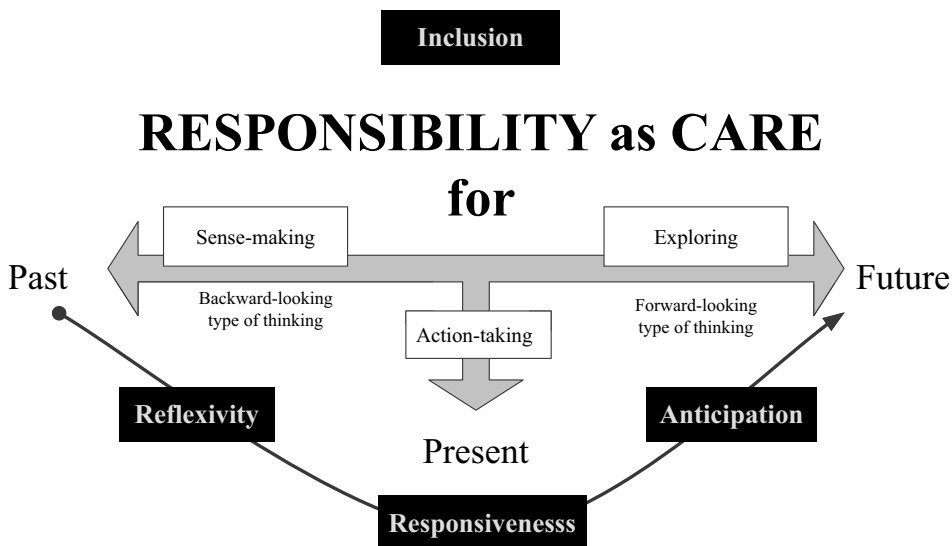 Inclusion
RESPONSIBILITY as CARE
for
Sense-making
Exploring
Past
Future
Backward-looking
type of thinking
Forward-looking
type of thinking
Action-taking
Reflexivity
Anticipation
Present
Responsivenesss